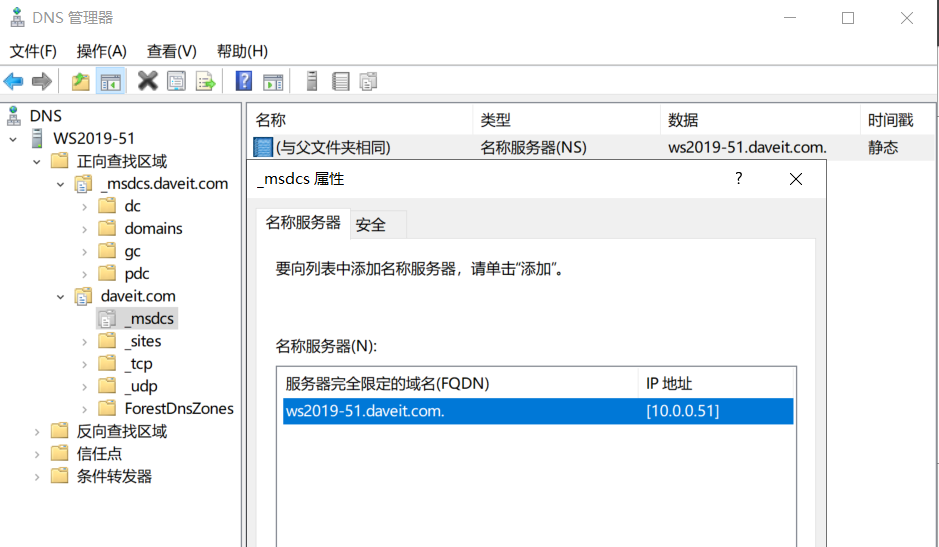 DNS 管理器
文件(F) 操作(A) 查看(V) 帮助(H)
DNS
WS2019-51
正向查找区域
_msdcs.daveit.com
dc
domains
gc
pdc
daveit.com
_msdcs
_sites
_tcp
_udp
ForestDnsZones
反向查找区域
信任点
条件转发器
名称 类型 数据 时间戳
(与父文件夹相同) 名称服务器(NS) ws2019-51.daveit.com. 静态
_msdcs 属性
名称服务器 安全
要向列表中添加名称服务器，请单击“添加”。
名称服务器(N):
服务器完全限定的域名(FQDN) IP 地址
ws2019-51.daveit.com. [10.0.0.51]